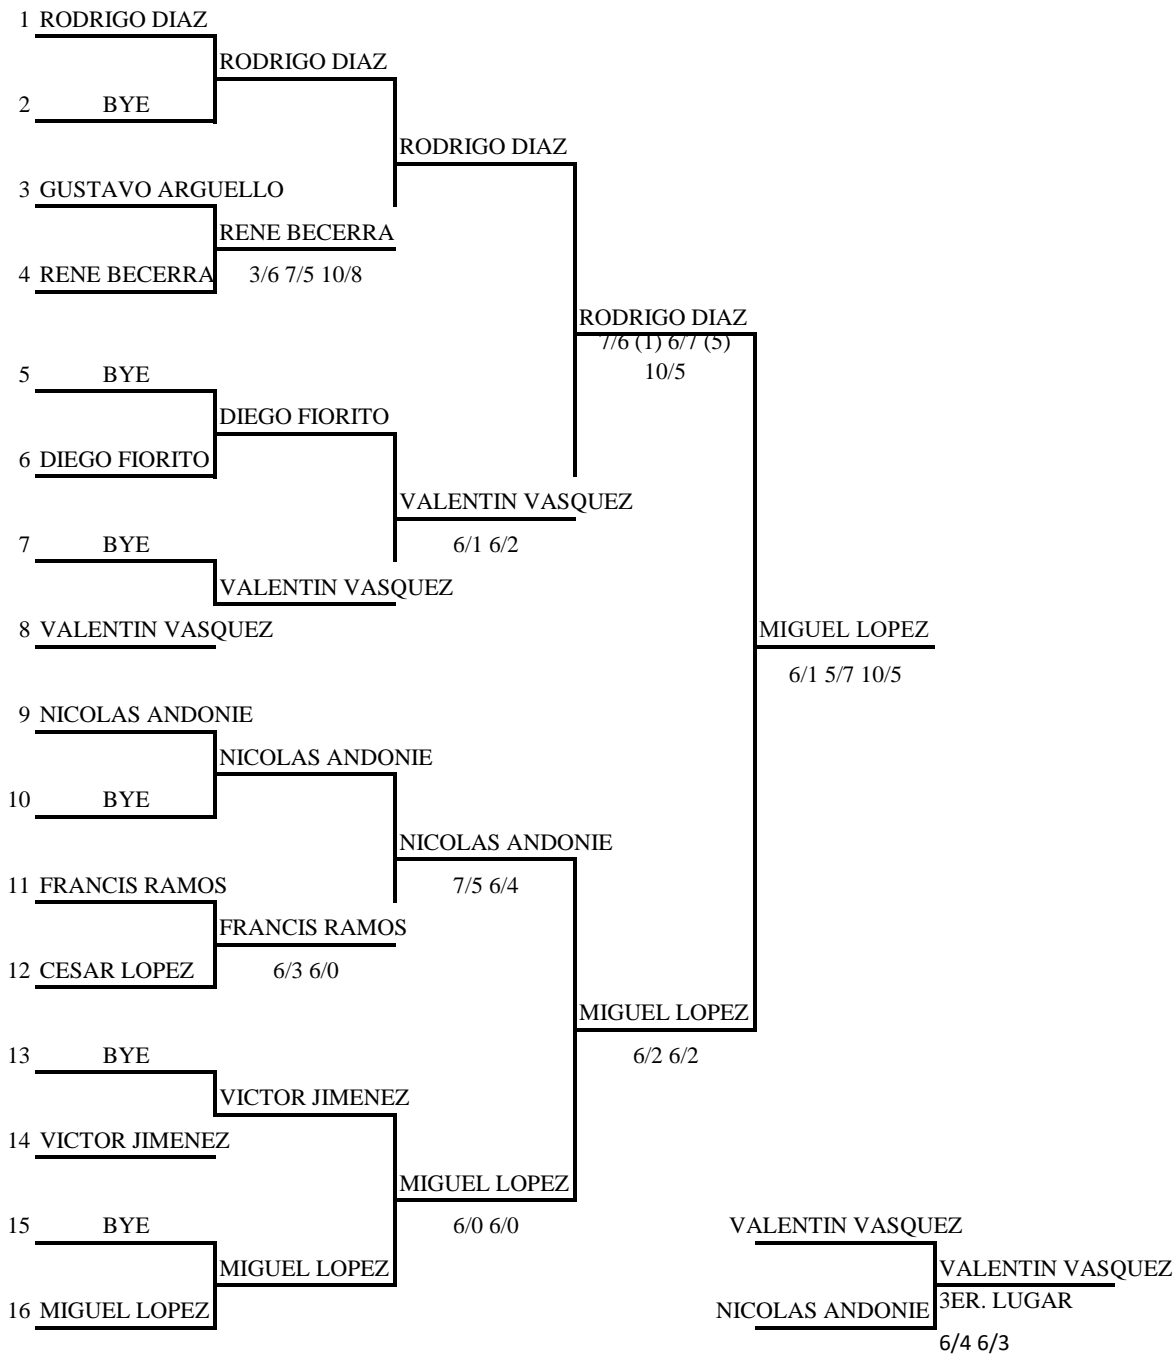 1 RODRIGO DIAZ
RODRIGO DIAZ
2 BYE
RODRIGO DIAZ
3 GUSTAVO ARGUELLO
RENE BECERRA
4 RENE BECERRA 3/6 7/5 10/8
RODRIGO DIAZ
7/6 (1) 6/7 (5)
10/5
5 BYE
DIEGO FIORITO
6 DIEGO FIORITO
VALENTIN VASQUEZ
7 BYE 6/1 6/2
VALENTIN VASQUEZ
8 VALENTIN VASQUEZ
MIGUEL LOPEZ
6/1 5/7 10/5
9 NICOLAS ANDONIE
NICOLAS ANDONIE
10 BYE
NICOLAS ANDONIE
11 FRANCIS RAMOS 7/5 6/4
FRANCIS RAMOS
12 CESAR LOPEZ 6/3 6/0
MIGUEL LOPEZ
13 BYE 6/2 6/2
VICTOR JIMENEZ
14 VICTOR JIMENEZ
MIGUEL LOPEZ
15 BYE 6/0 6/0 VALENTIN VASQUEZ
MIGUEL LOPEZ VALENTIN VASQUEZ
16 MIGUEL LOPEZ NICOLAS ANDONIE 3ER. LUGAR
6/4 6/3